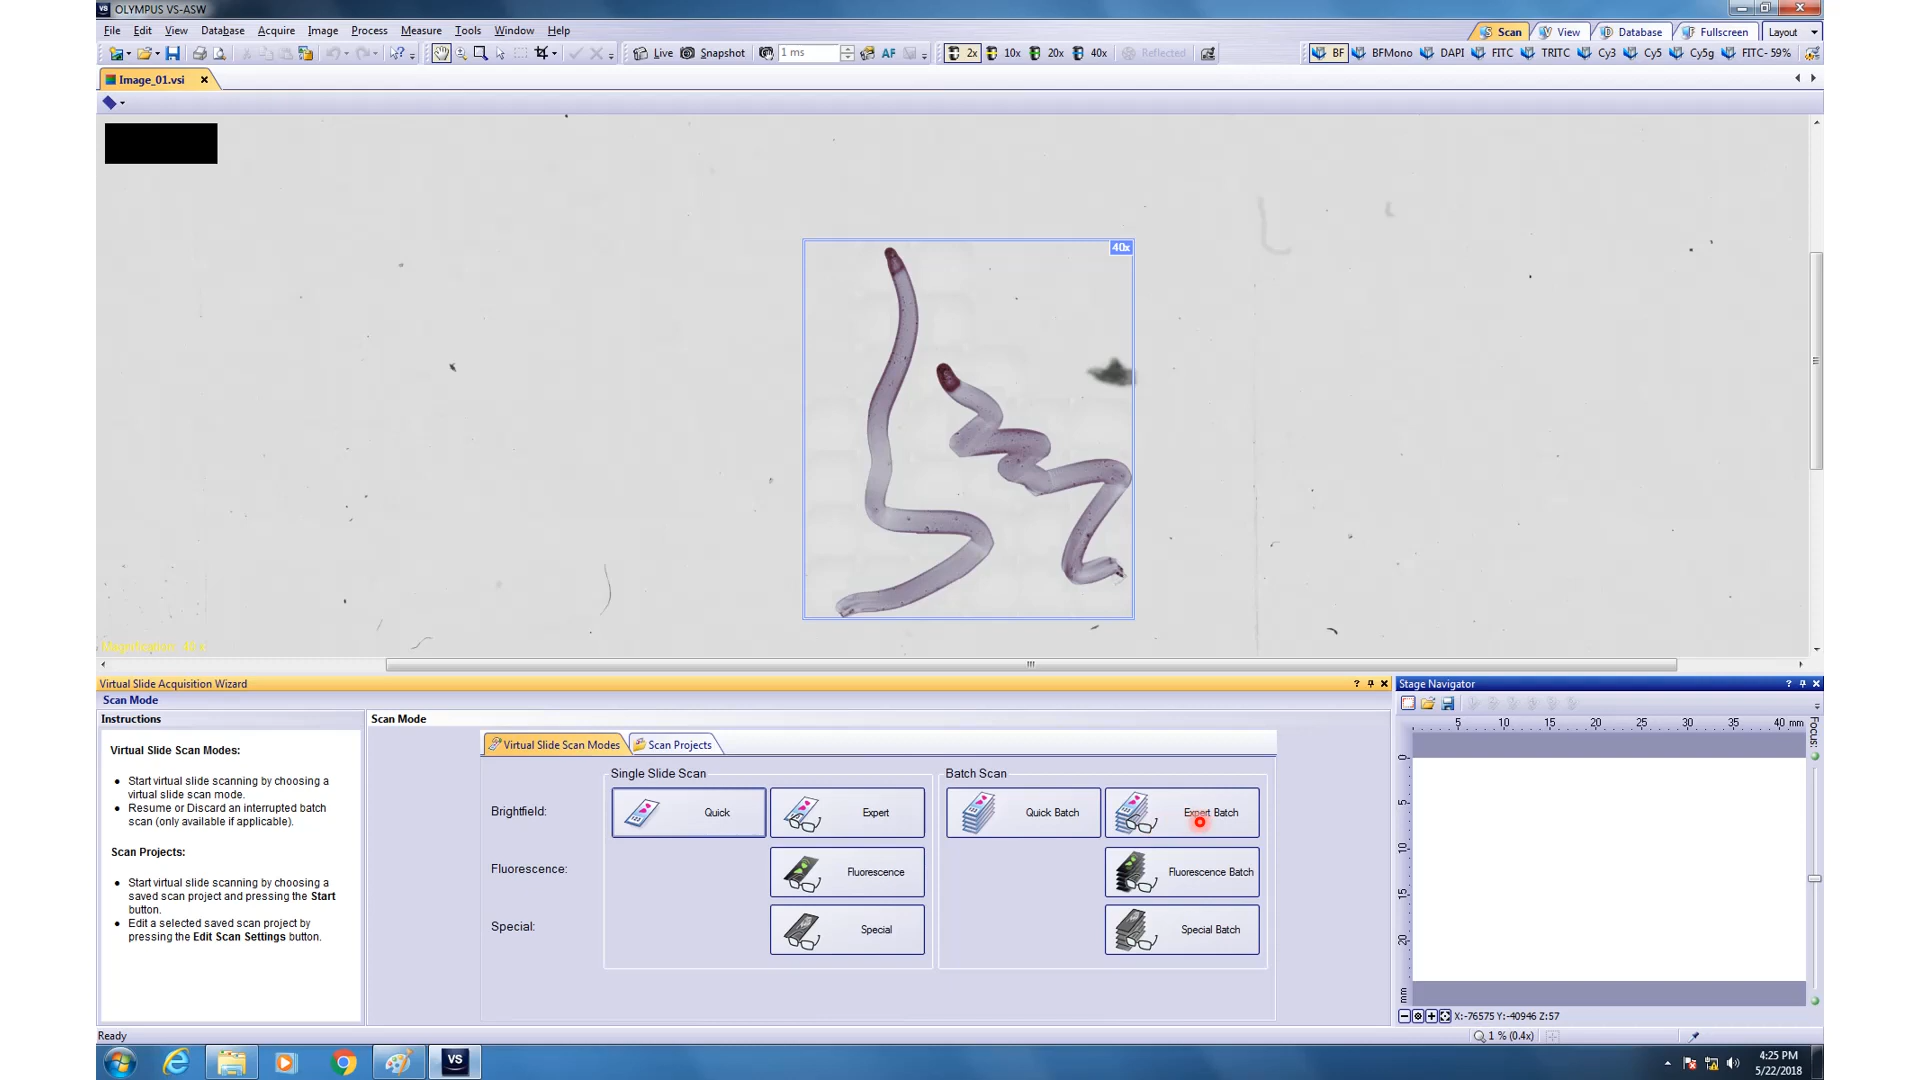 OLYMPUS VS-ASW
File Edit View Database Acquire Image Process Measure Tools Window Help
Scan View Database Fullscreen Layout
Live Snapshot 1 ms AF 2x 10x 20x 40x Reflected BF BFMono DAPI FITC TRITC Cy3 Cy5 Cy5g FITC- 59%
Image_01.vsi
40x
Magnification: 40 x
Virtual Slide Acquisition Wizard
Scan Mode
Instructions
Virtual Slide Scan Modes:
Start virtual slide scanning by choosing a
virtual slide scan mode.
Resume or Discard an interrupted batch
scan (only available if applicable).
Scan Projects:
Start virtual slide scanning by choosing a
saved scan project and pressing the Start
button.
Edit a selected saved scan project by
pressing the Edit Scan Settings button.
Scan Mode
Virtual Slide Scan Modes Scan Projects
Single Slide Scan Batch Scan
Brightfield: Quick Expert Quick Batch Expert Batch
Fluorescence: Fluorescence Fluorescence Batch
Special: Special Special Batch
Stage Navigator
5 10 15 20 25 30 35 40 mm
0
5
10
15
20
mm
Focus:
X:-76575 Y:-40946 Z:57
Ready
1 % (0.4x)
VS
4:25 PM
5/22/2018